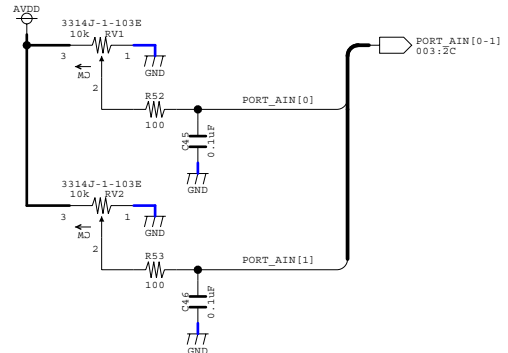 AVDD
3314J-1-103E
10k RV1
3 1
CW
GND
2
R52
100
PORT_AIN[0]
C45
0.1uF
GND
PORT_AIN[0-1]
003:2C
3314J-1-103E
10k RV2
3 1
CW
GND
2
R53
100
PORT_AIN[1]
C46
0.1uF
GND